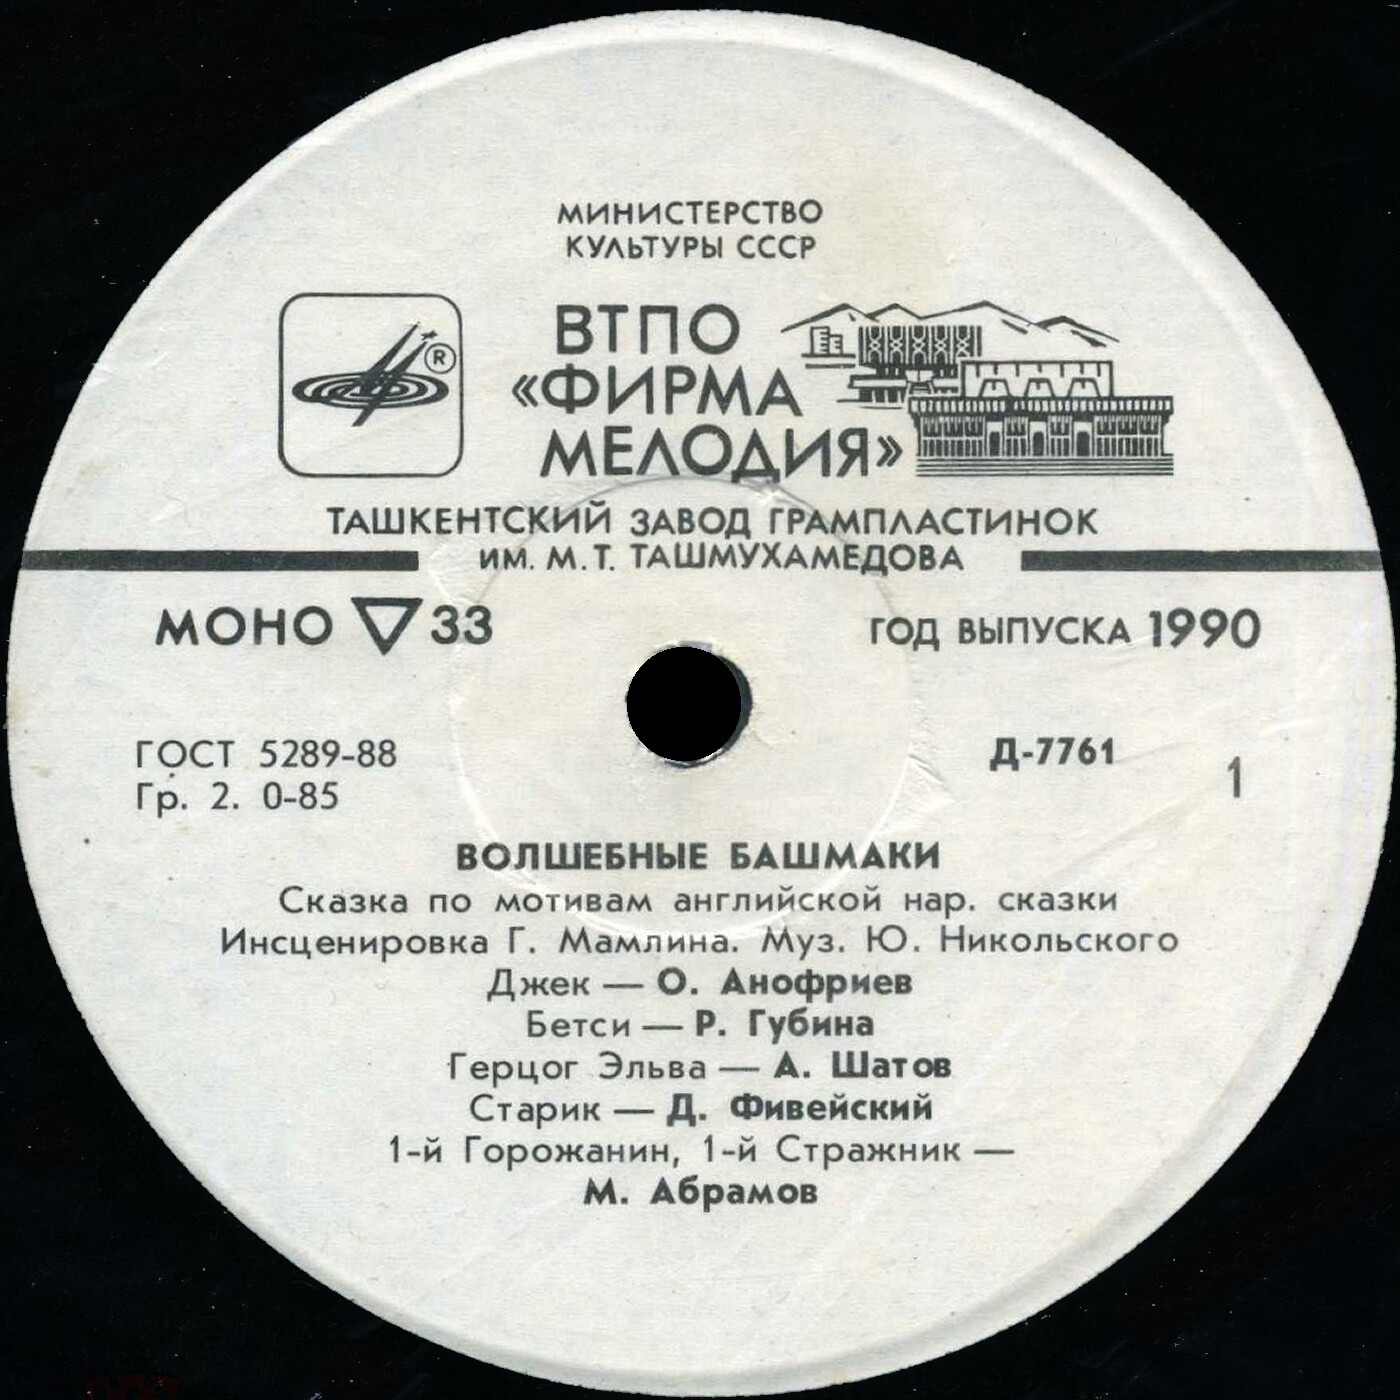 МИНИСТЕРСТВО
КУЛЬТУРЫ СССР
ВТПО
«ФИРМА
МЕЛОДИЯ»
®
ТАШКЕНТСКИЙ ЗАВОД ГРАМПЛАСТИНОК
ИМ. М. Т. ТАШМУХАМЕДОВА
МОНО ▽ 33
ГОД ВЫПУСКА 1990
ГОСТ 5289-88
Гр. 2. 0-85
Д-7761
1
ВОЛШЕБНЫЕ БАШМАКИ
Сказка по мотивам английской нар. сказки
Инсценировка Г. Мамлина. Муз. Ю. Никольского
Джек — О. Анофриев
Бетси — Р. Губина
Герцог Эльва — А. Шатов
Старик — Д. Фивейский
1-й Горожанин, 1-й Стражник —
М. Абрамов